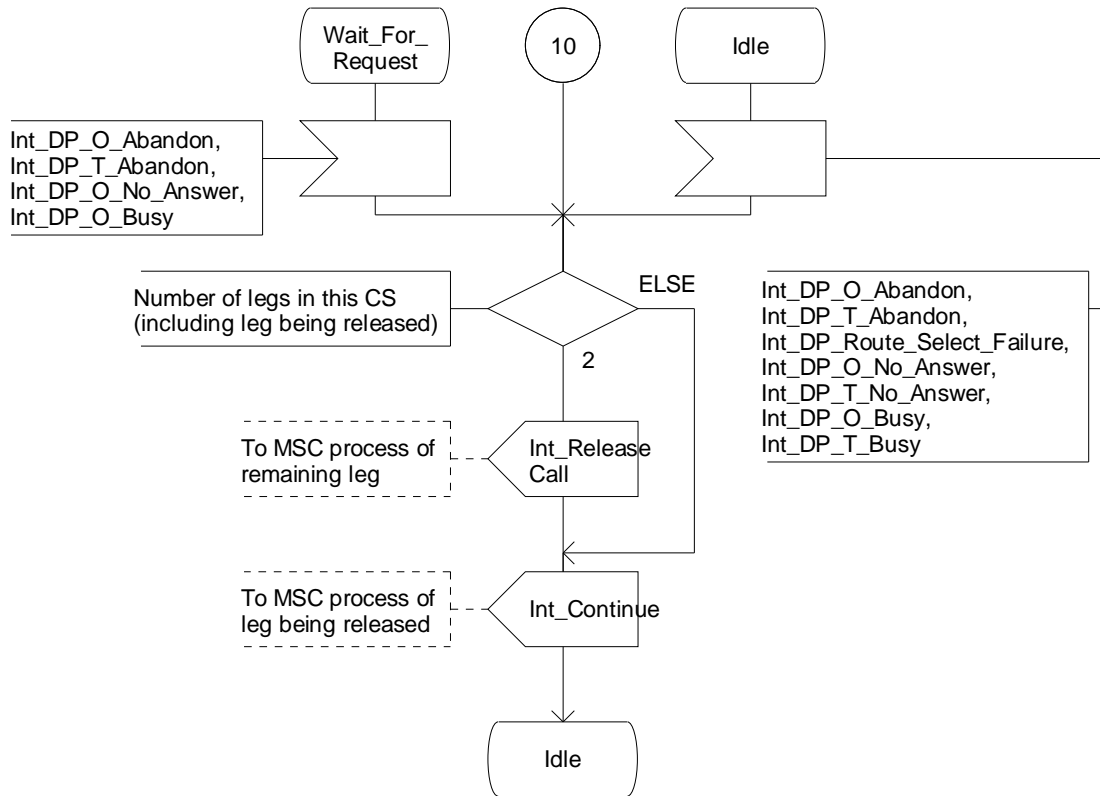 Wait_For_
Request
10
Idle
Int_DP_O_Abandon,
Int_DP_T_Abandon,
Int_DP_O_No_Answer,
Int_DP_O_Busy
Number of legs in this CS
(including leg being released)
ELSE
2
Int_DP_O_Abandon,
Int_DP_T_Abandon,
Int_DP_Route_Select_Failure,
Int_DP_O_No_Answer,
Int_DP_T_No_Answer,
Int_DP_O_Busy,
Int_DP_T_Busy
To MSC process of
remaining leg
Int_Release
Call
To MSC process of
leg being released
Int_Continue
Idle